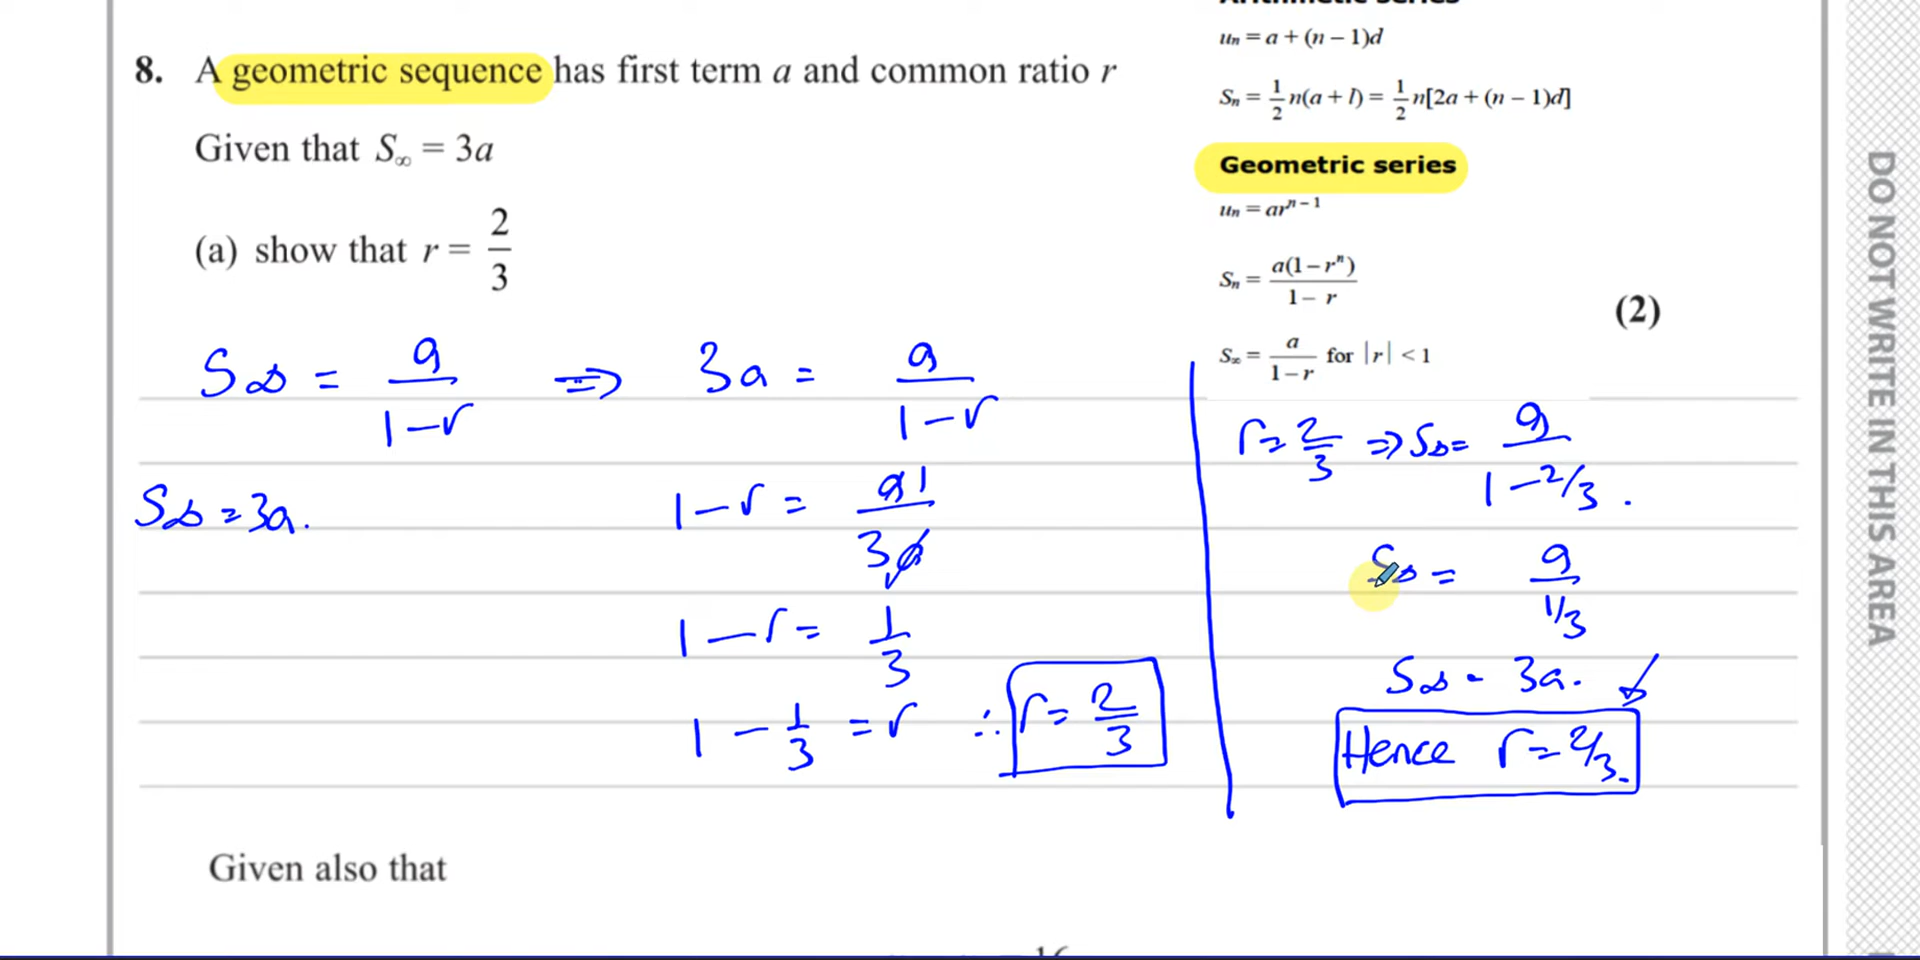 8. A geometric sequence has first term a and common ratio r
Given that S∞ = 3a
(a) show that r = 2/3
(2)
uₙ = a + (n − 1)d
Sₙ = 1/2 n(a + l) = 1/2 n[2a + (n − 1)d]
Geometric series
uₙ = arⁿ⁻¹
Sₙ = a(1 − rⁿ)/(1 − r)
S∞ = a/(1 − r) for |r| < 1
S∞ = a/(1−r) ⇒ 3a = a/(1−r)
S∞ = 3a.
1−r = a1/3a
1−r = 1/3
1 − 1/3 = r ∴ r = 2/3
r = 2/3 ⇒ S∞ = a/(1 − 2/3).
S∞ = a/(1/3)
S∞ = 3a.
Hence r = 2/3.
Given also that
DO NOT WRITE IN THIS AREA